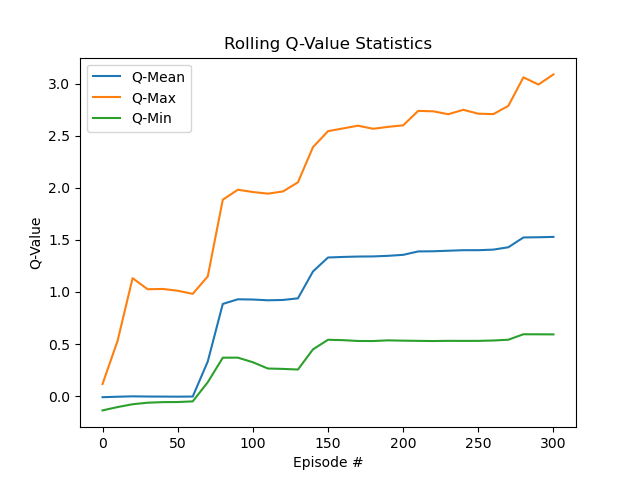 Rolling Q-Value Statistics
Q-Mean
Q-Max
Q-Min
Q-Value
3.0
2.5
2.0
1.5
1.0
0.5
0.0
0 50 100 150 200 250 300
Episode #